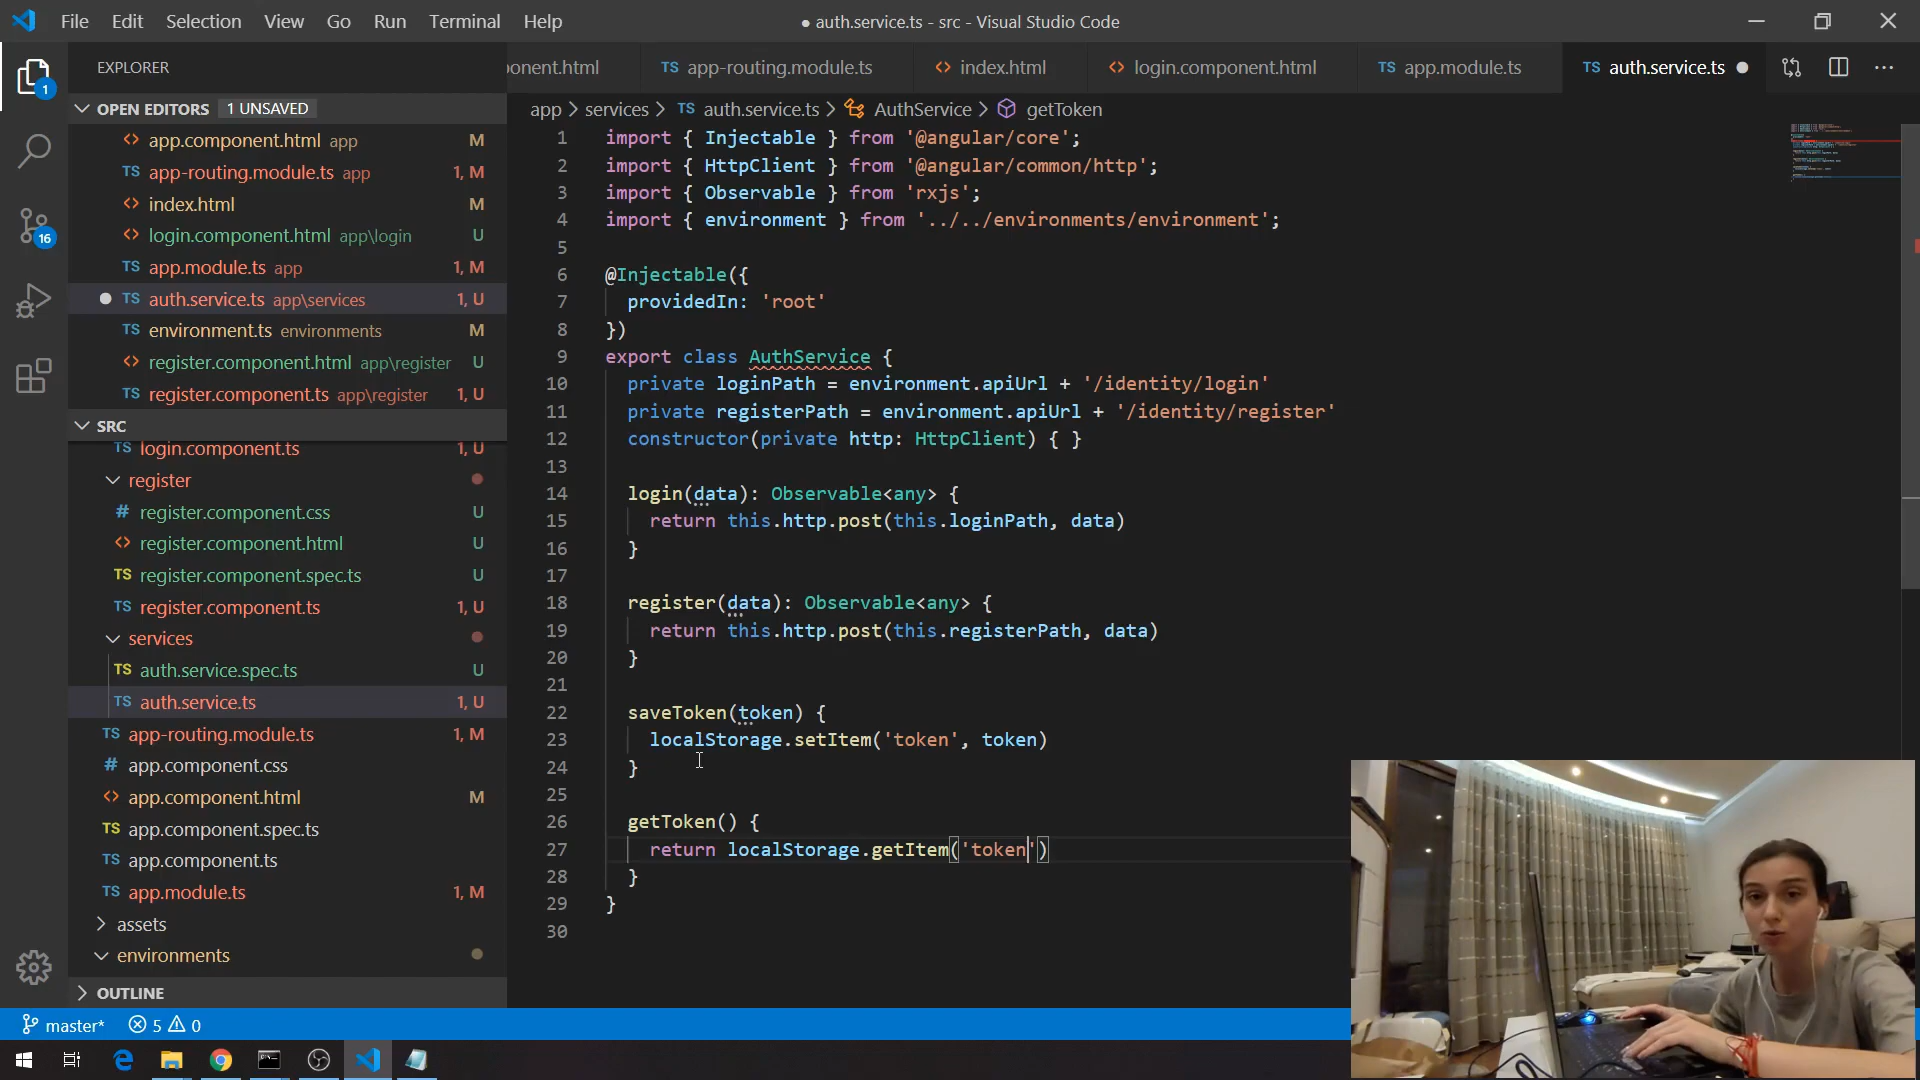 File Edit Selection View Go Run Terminal Help
● auth.service.ts - src - Visual Studio Code
EXPLORER
OPEN EDITORS 1 UNSAVED
<> app.component.html app M
TS app-routing.module.ts app 1, M
<> index.html M
<> login.component.html app\login U
TS app.module.ts app 1, M
● TS auth.service.ts app\services 1, U
TS environment.ts environments M
<> register.component.html app\register U
TS register.component.ts app\register 1, U
SRC
TS login.component.ts 1, U
register
# register.component.css U
<> register.component.html U
TS register.component.spec.ts U
TS register.component.ts 1, U
services
TS auth.service.spec.ts U
TS auth.service.ts 1, U
TS app-routing.module.ts 1, M
# app.component.css
<> app.component.html M
TS app.component.spec.ts
TS app.component.ts
TS app.module.ts 1, M
assets
environments
OUTLINE
1
16
onent.html TS app-routing.module.ts <> index.html <> login.component.html TS app.module.ts TS auth.service.ts ●
app > services > TS auth.service.ts > AuthService > getToken
1 import { Injectable } from '@angular/core';
2 import { HttpClient } from '@angular/common/http';
3 import { Observable } from 'rxjs';
4 import { environment } from '../../environments/environment';
5
6 @Injectable({
7   providedIn: 'root'
8 })
9 export class AuthService {
10   private loginPath = environment.apiUrl + '/identity/login'
11   private registerPath = environment.apiUrl + '/identity/register'
12   constructor(private http: HttpClient) { }
13
14   login(data): Observable<any> {
15     return this.http.post(this.loginPath, data)
16   }
17
18   register(data): Observable<any> {
19     return this.http.post(this.registerPath, data)
20   }
21
22   saveToken(token) {
23     localStorage.setItem('token', token)
24   }
25
26   getToken() {
27     return localStorage.getItem('token')
28   }
29 }
30
master* 5 0